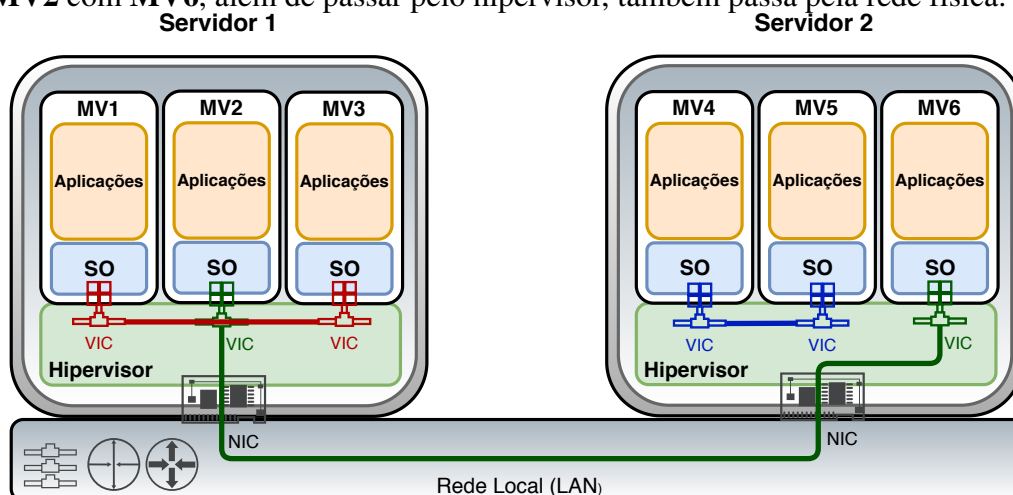 MV2 com MV6, além de passar pelo hipervisor, também passa pela rede física.
Servidor 1
Servidor 2
MV1
MV2
MV3
MV4
MV5
MV6
Aplicações
Aplicações
Aplicações
Aplicações
Aplicações
Aplicações
SO
SO
SO
SO
SO
SO
VIC
VIC
VIC
VIC
VIC
VIC
Hipervisor
Hipervisor
NIC
NIC
Rede Local (LAN)